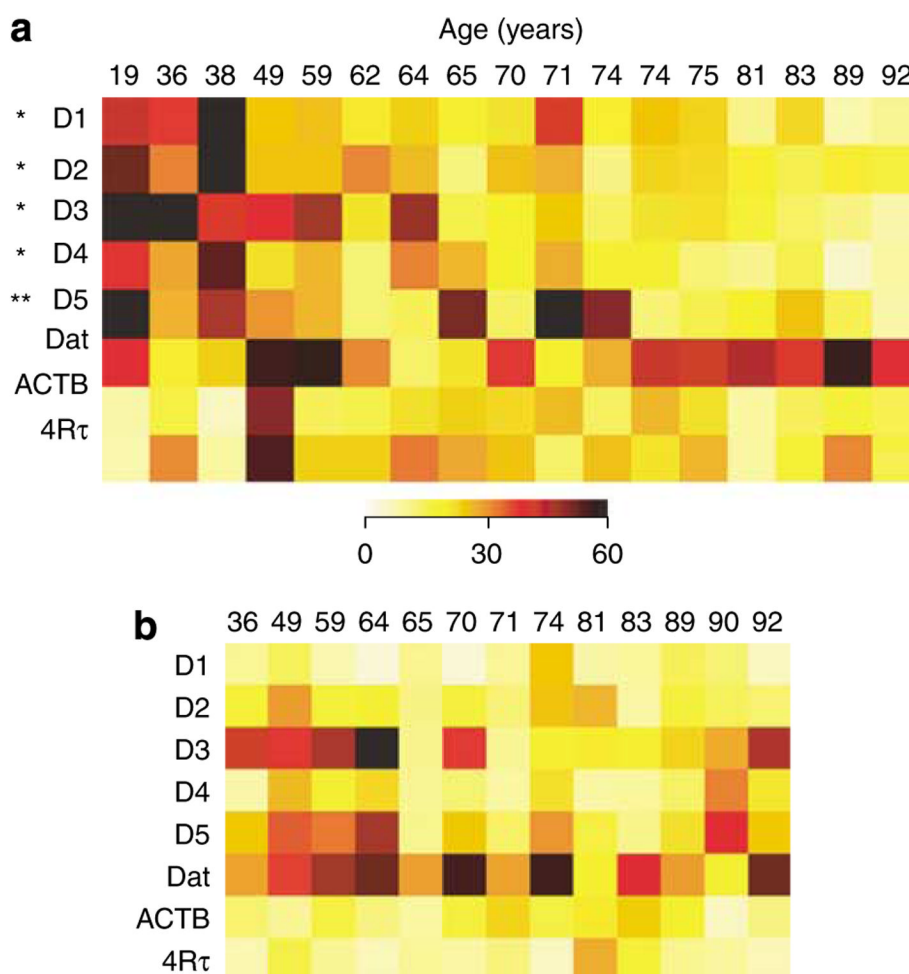 a
Age (years)
19 36 38 49 59 62 64 65 70 71 74 74 75 81 83 89 92
* D1
* D2
* D3
* D4
** D5
Dat
ACTB
4Rτ
0 30 60
b
36 49 59 64 65 70 71 74 81 83 89 90 92
D1
D2
D3
D4
D5
Dat
ACTB
4Rτ